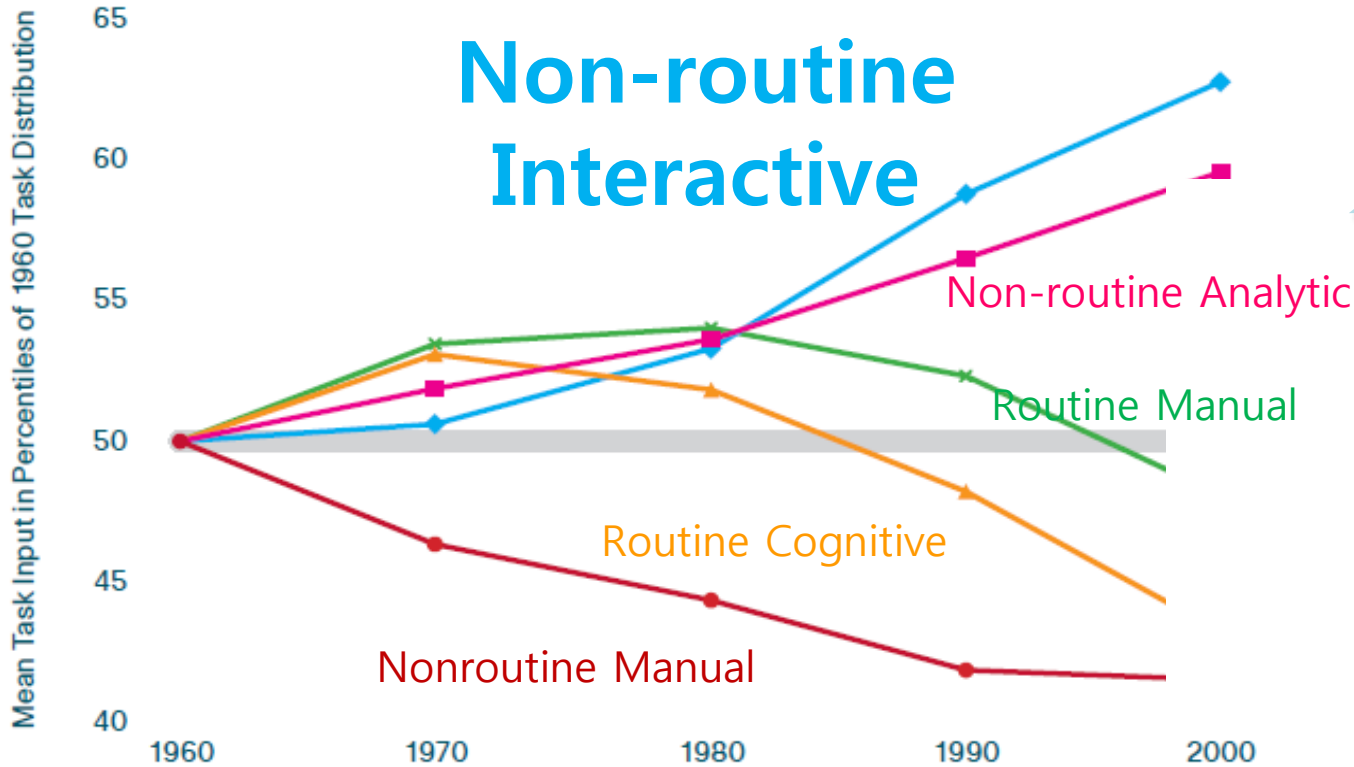 Mean Task Input in Percentiles of 1960 Task Distribution
65
60
55
50
45
40
Non-routine
Interactive
Non-routine Analytic
Routine Manual
Routine Cognitive
Nonroutine Manual
1960 1970 1980 1990 2000